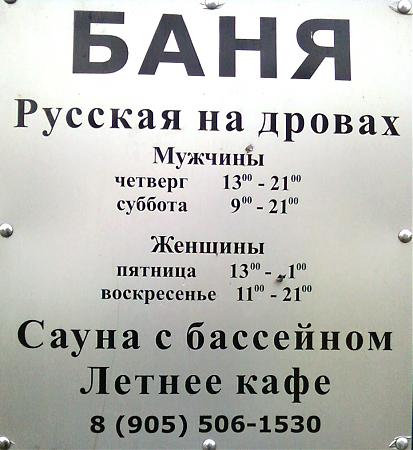 БАНЯ
Русская на дровах
Мужчины
четверг 13⁰⁰ - 21⁰⁰
суббота 9⁰⁰ - 21⁰⁰
Женщины
пятница 13⁰⁰ -
воскресенье 11⁰⁰ - 21⁰⁰
Сауна с бассейном
Летнее кафе
8 (905) 506-1530